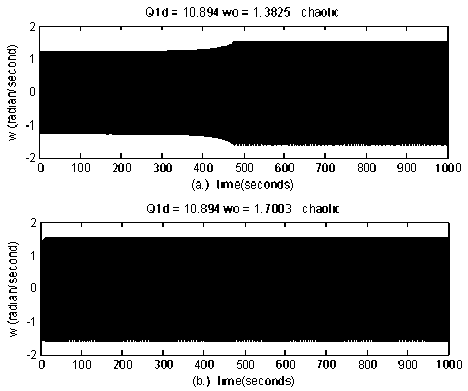 Q1d = 10.894 wo = 1.3825 chaotic
2
1
0
-1
-2
w (radian/second)
0 100 200 300 400 500 600 700 800 900 1000
(a.) time(seconds)
Q1d = 10.894 wo = 1.7003 chaotic
2
1
0
-1
-2
w (radian/second)
0 100 200 300 400 500 600 700 800 900 1000
(b.) time(seconds)